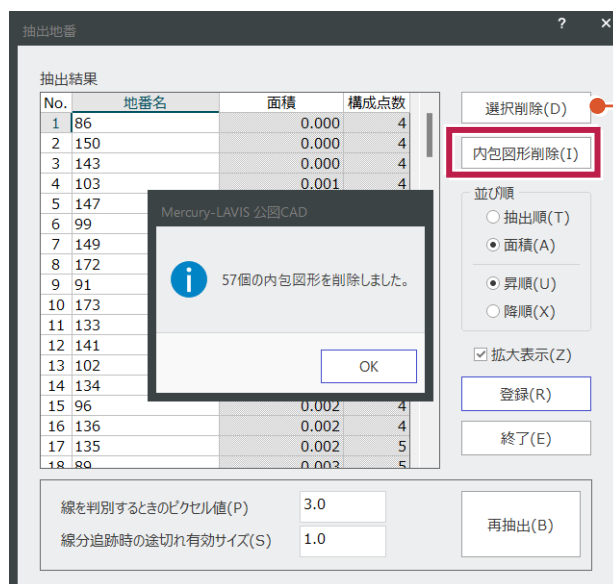 抽出地番 ? ×
抽出結果
No. 地番名 面積 構成点数
1 86 0.000 4
2 150 0.000 4
3 143 0.000 4
4 103 0.001 4
5 147
6 99
7 149
8 172
9 91
10 173
11 133
12 141
13 102
14 134
15 96 0.002 4
16 136 0.002 4
17 135 0.002 5
18 89 0.003 5
Mercury-LAVIS 公図CAD
57個の内包図形を削除しました。
OK
選択削除(D)
内包図形削除(I)
並び順
抽出順(T)
面積(A)
昇順(U)
降順(X)
拡大表示(Z)
登録(R)
終了(E)
線を判別するときのピクセル値(P) 3.0
線分追跡時の途切れ有効サイズ(S) 1.0
再抽出(B)